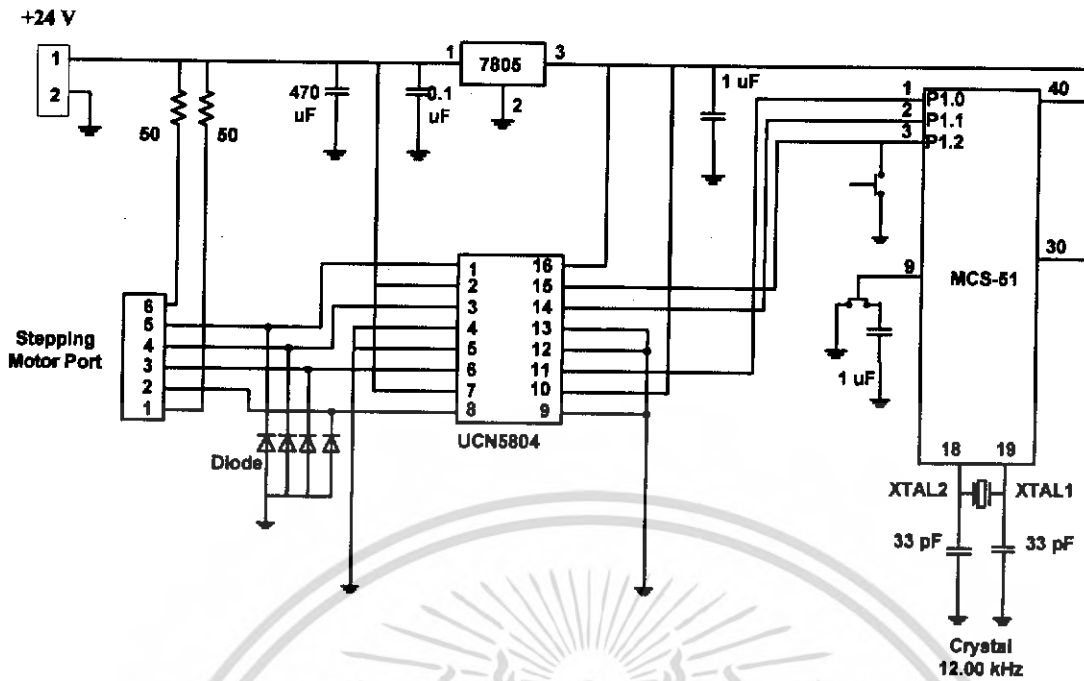 +24 V
1
2
50
50
470
uF
0.1
uF
1
7805
3
2
1 uF
1
2
3
P1.0
P1.1
P1.2
40
30
9
MCS-51
1 uF
18
19
XTAL2
XTAL1
33 pF
33 pF
Crystal
12.00 kHz
Stepping
Motor Port
6
5
4
3
2
1
Diode
1
2
3
4
5
6
7
8
16
15
14
13
12
11
10
9
UCN5804